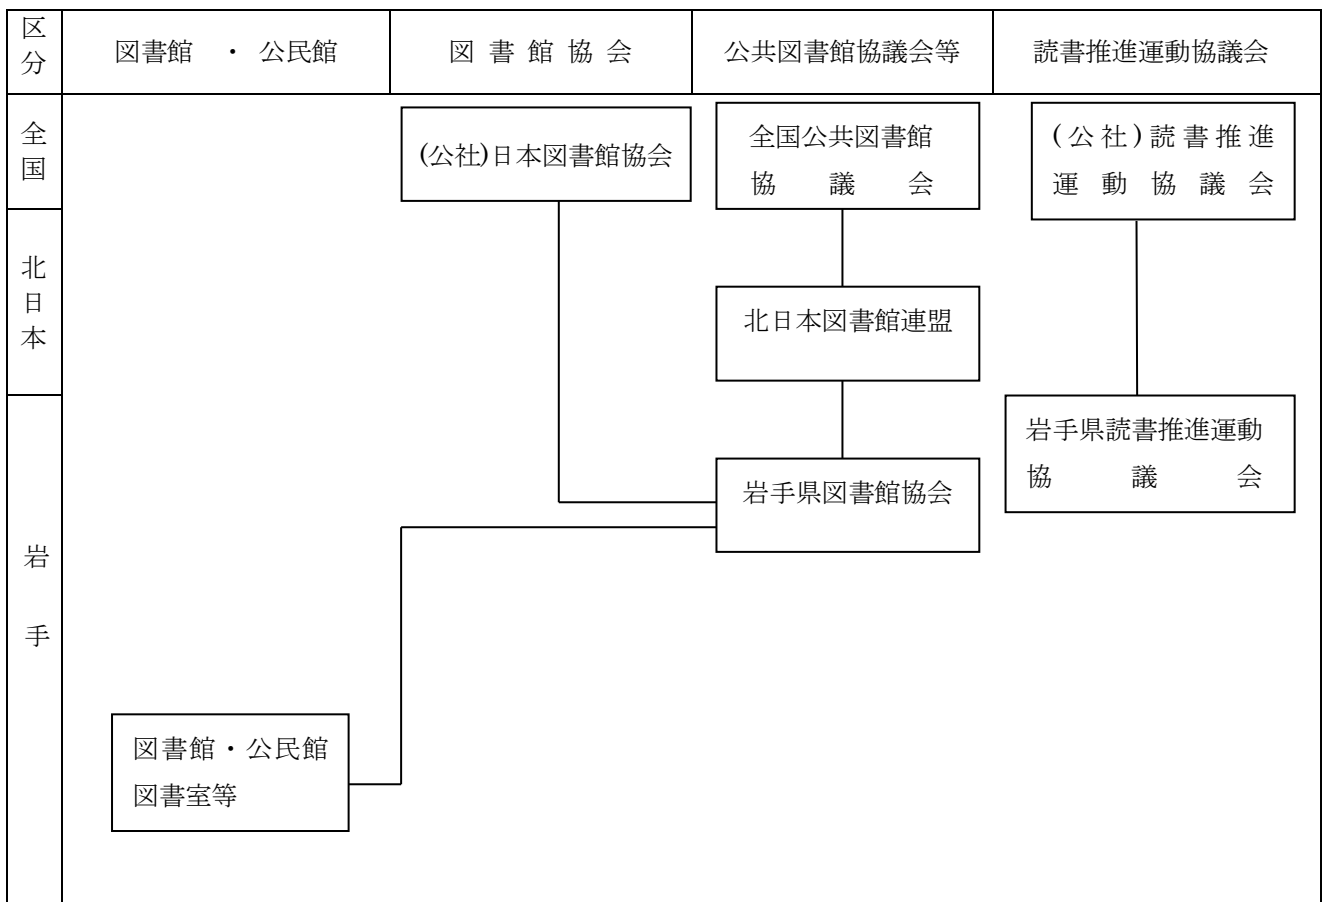 区分
図書館 ・ 公民館
図書館協会
公共図書館協議会等
読書推進運動協議会
全国
(公社)日本図書館協会
全国公共図書館
協議会
(公社)読書推進
運動協議会
北日本
北日本図書館連盟
岩手
岩手県図書館協会
岩手県読書推進運動
協議会
図書館・公民館
図書室等